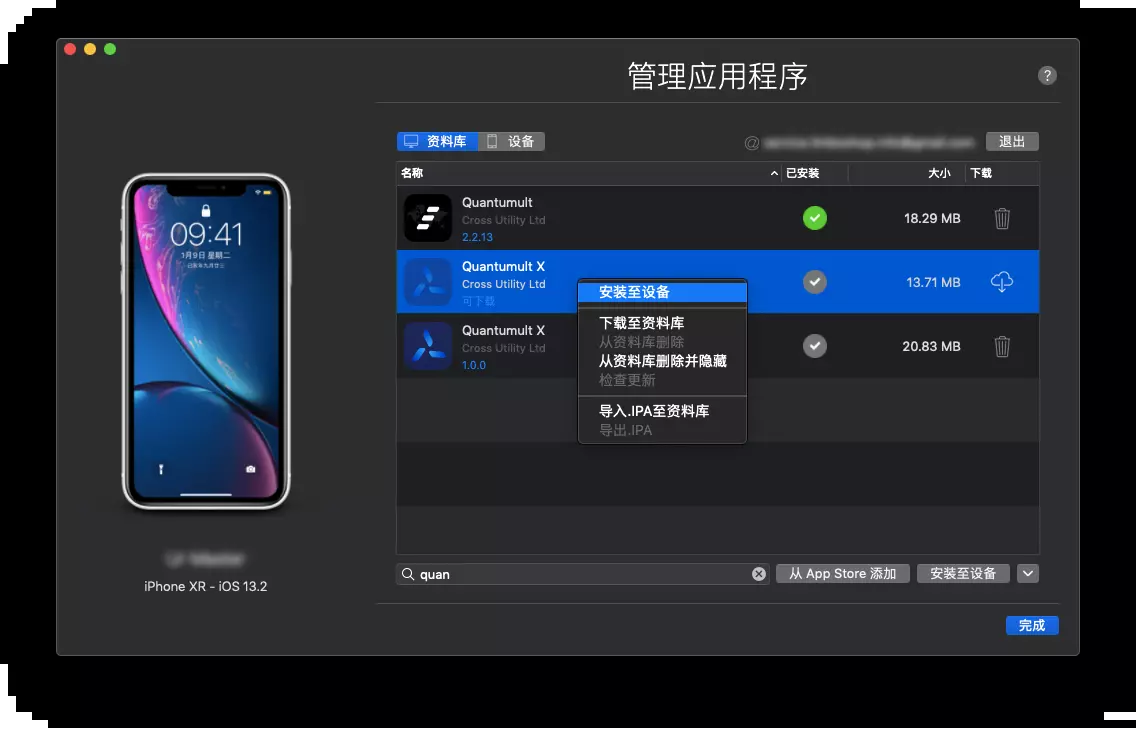 管理应用程序
?
资料库
设备
@
退出
名称
已安装
大小
下载
Quantumult
Cross Utility Ltd
2.2.13
18.29 MB
Quantumult X
Cross Utility Ltd
可下载
13.71 MB
Quantumult X
Cross Utility Ltd
1.0.0
20.83 MB
安装至设备
下载至资料库
从资料库删除
从资料库删除并隐藏
检查更新
导入.IPA至资料库
导出.IPA
09:41
1月9日 星期二
iPhone XR - iOS 13.2
quan
从 App Store 添加
安装至设备
完成